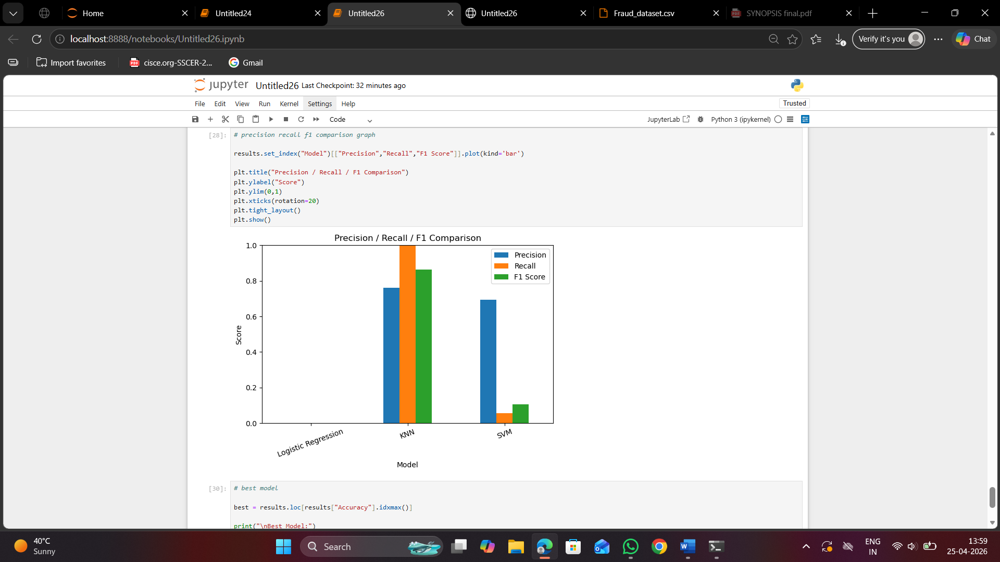 Home
Untitled24
Untitled26
Untitled26
Fraud_dataset.csv
PDF SYNOPSIS final.pdf
localhost:8888/notebooks/Untitled26.ipynb
Verify it's you
Chat
Import favorites
PDF cisce.org-SSCER-2...
Gmail
jupyter Untitled26 Last Checkpoint: 32 minutes ago
File Edit View Run Kernel Settings Help
Trusted
Code
JupyterLab
Python 3 (ipykernel)
[28]: # precision recall f1 comparison graph
results.set_index("Model")[["Precision","Recall","F1 Score"]].plot(kind='bar')
plt.title("Precision / Recall / F1 Comparison")
plt.ylabel("Score")
plt.ylim(0,1)
plt.xticks(rotation=20)
plt.tight_layout()
plt.show()
Precision / Recall / F1 Comparison
1.0
0.8
0.6
0.4
0.2
0.0
Score
Precision
Recall
F1 Score
Logistic Regression
KNN
SVM
Model
[30]: # best model
best = results.loc[results["Accuracy"].idxmax()]
print("\nBest Model:")
40°C
Sunny
Search
W
ENG
IN
13:59
25-04-2026